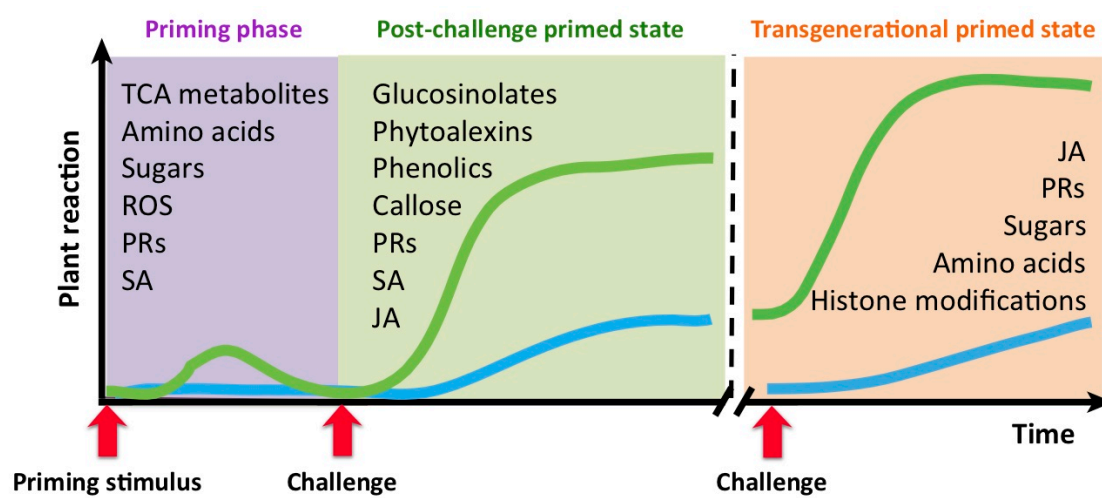 Priming phase
Post-challenge primed state
Transgenerational primed state
Plant reaction
TCA metabolites
Amino acids
Sugars
ROS
PRs
SA
Glucosinolates
Phytoalexins
Phenolics
Callose
PRs
SA
JA
JA
PRs
Sugars
Amino acids
Histone modifications
Time
Priming stimulus
Challenge
Challenge